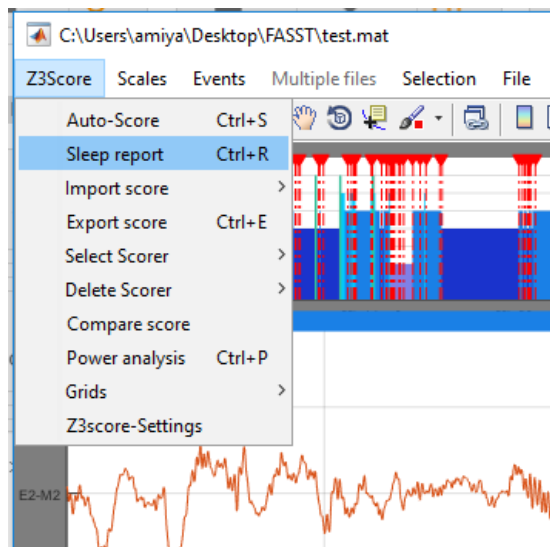 C:\Users\amiya\Desktop\FASST\test.mat
Z3Score Scales Events Multiple files Selection File
Auto-Score Ctrl+S
Sleep report Ctrl+R
Import score
Export score Ctrl+E
Select Scorer
Delete Scorer
Compare score
Power analysis Ctrl+P
Grids
Z3score-Settings
E2-M2